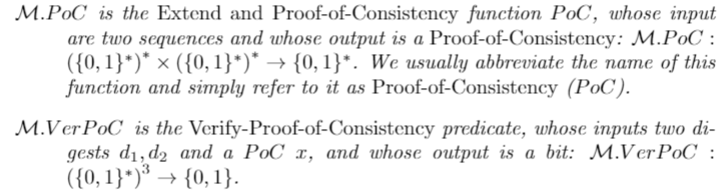 M.PoC is the Extend and Proof-of-Consistency function PoC, whose input
are two sequences and whose output is a Proof-of-Consistency: M.PoC :
({0, 1}*)* × ({0, 1}*)* → {0, 1}*. We usually abbreviate the name of this
function and simply refer to it as Proof-of-Consistency (PoC).
M.VerPoC is the Verify-Proof-of-Consistency predicate, whose inputs two di-
gests d₁, d₂ and a PoC x, and whose output is a bit: M.VerPoC :
({0, 1}*)³ → {0, 1}.